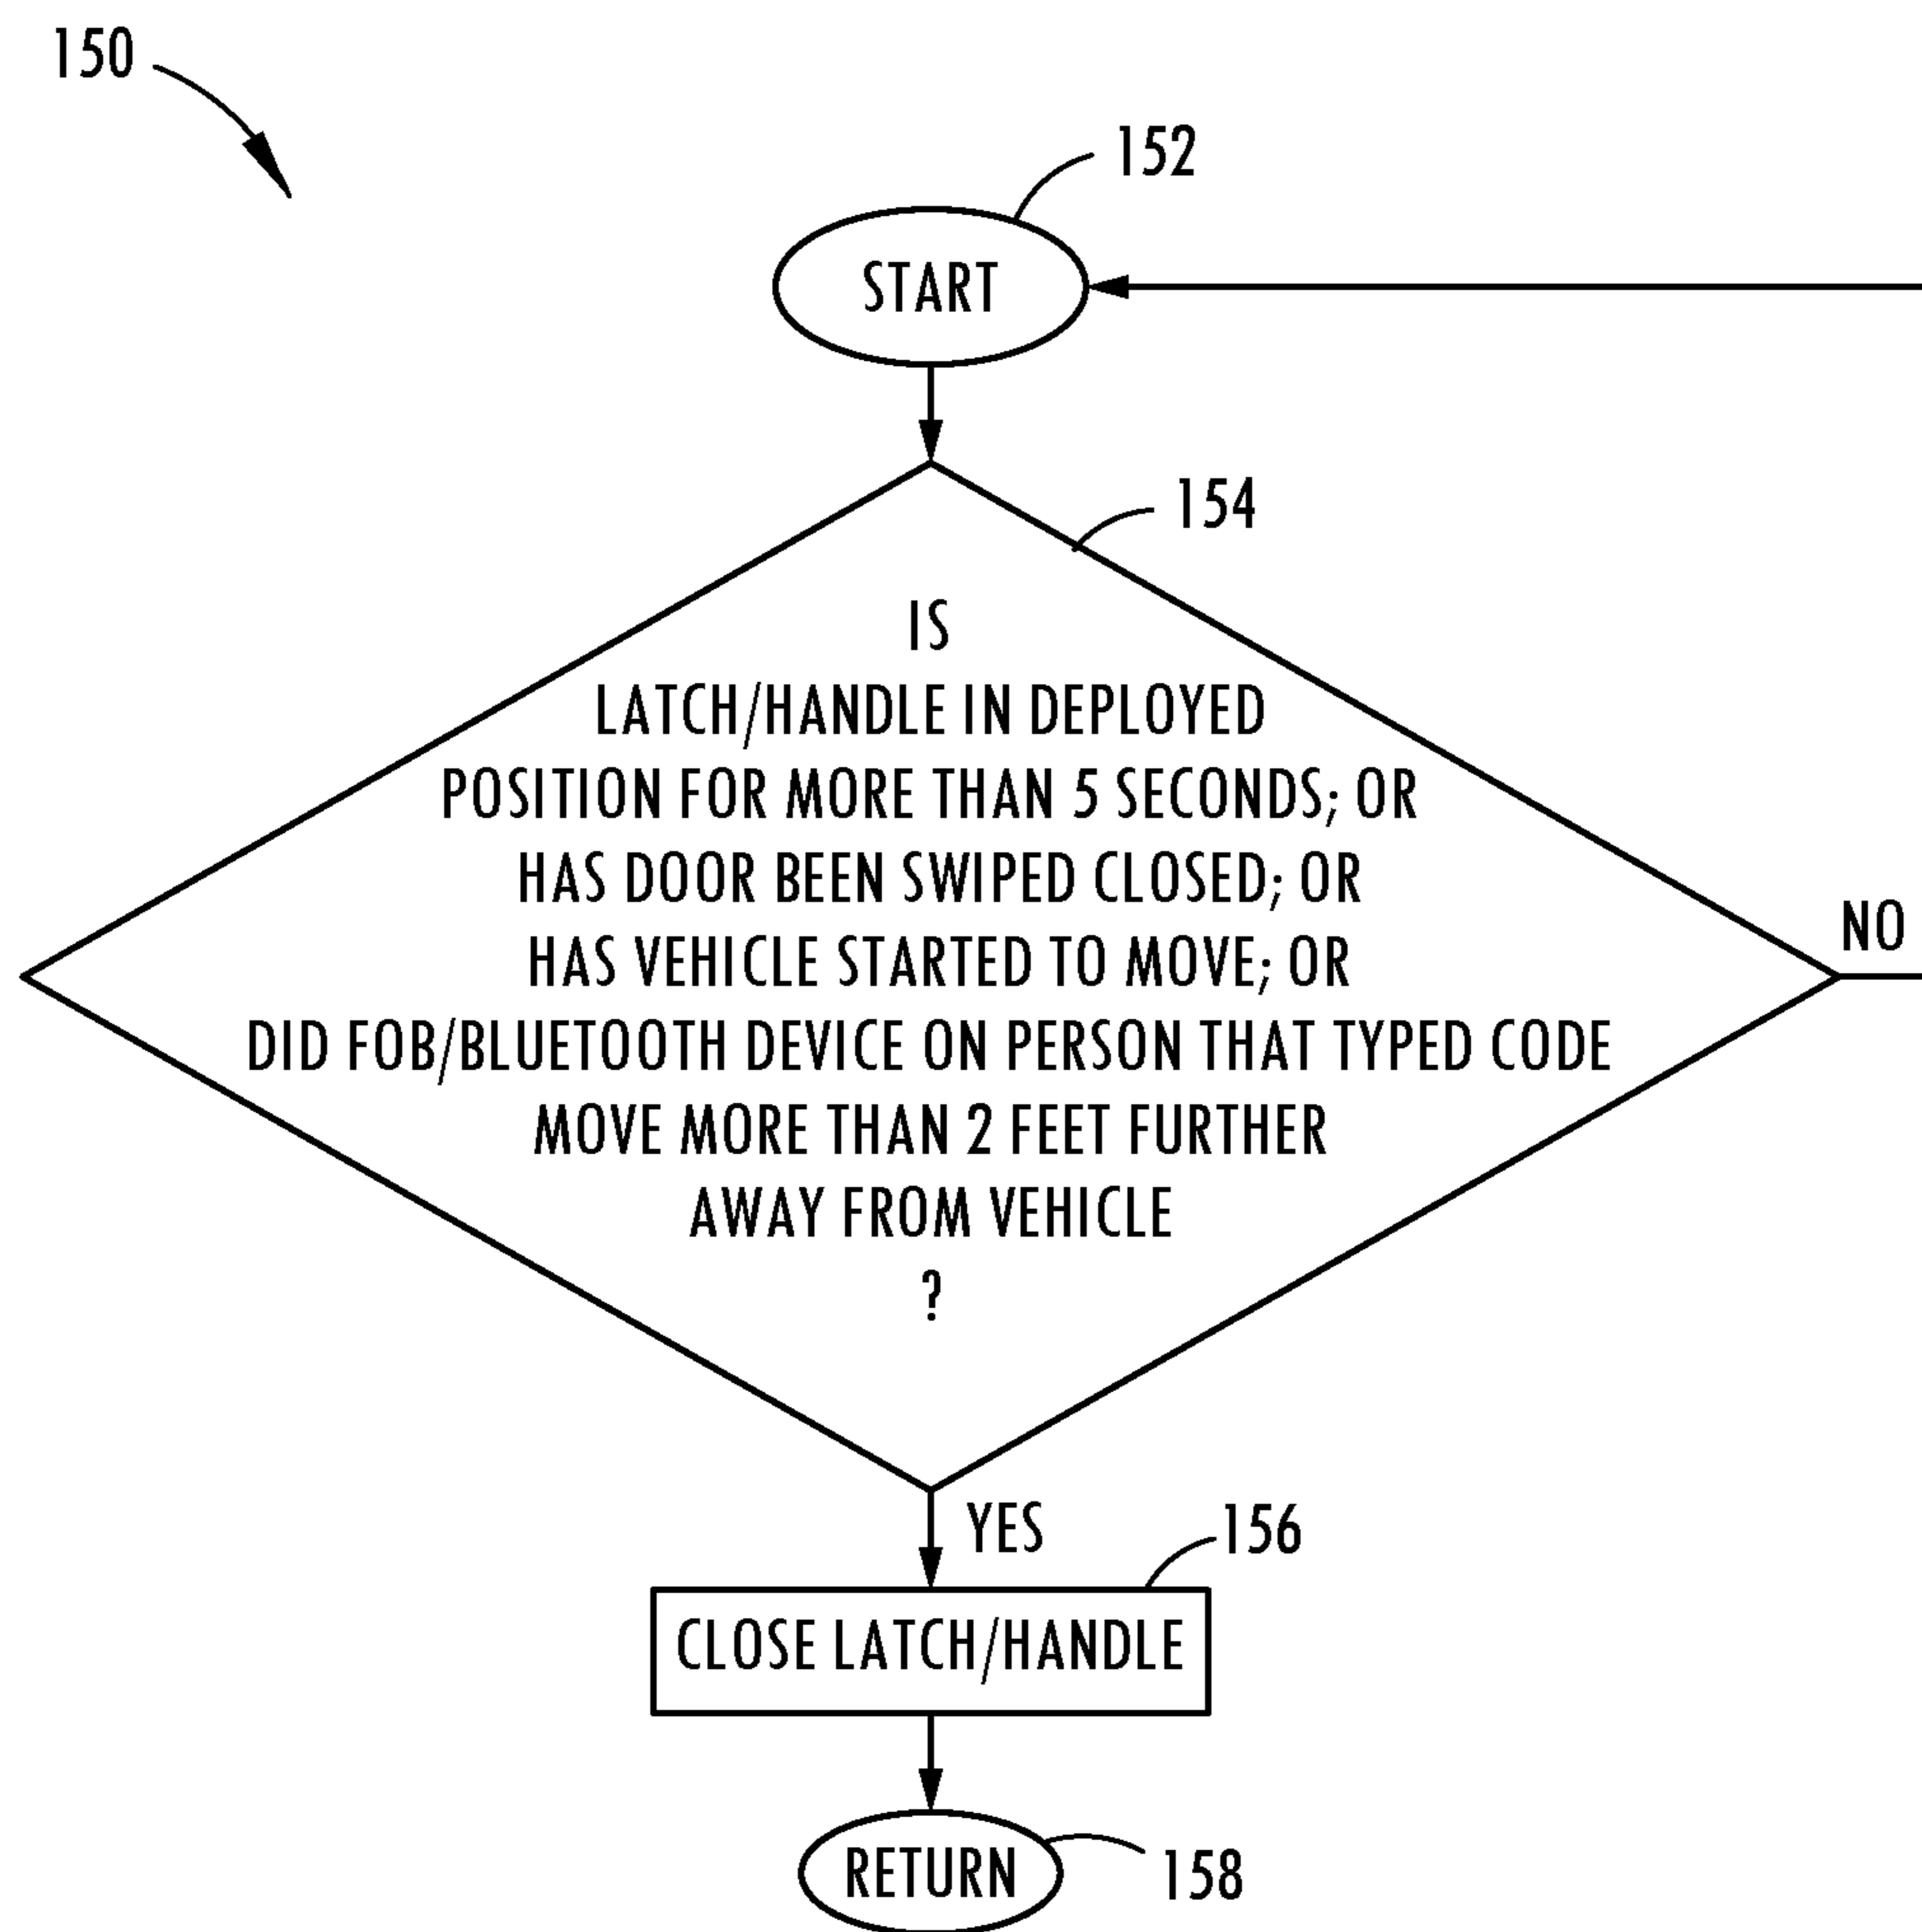 150
152
START
154
IS
LATCH/HANDLE IN DEPLOYED
POSITION FOR MORE THAN 5 SECONDS; OR
HAS DOOR BEEN SWIPED CLOSED; OR
HAS VEHICLE STARTED TO MOVE; OR
DID FOB/BLUETOOTH DEVICE ON PERSON THAT TYPED CODE
MOVE MORE THAN 2 FEET FURTHER
AWAY FROM VEHICLE
?
NO
YES
156
CLOSE LATCH/HANDLE
RETURN
158